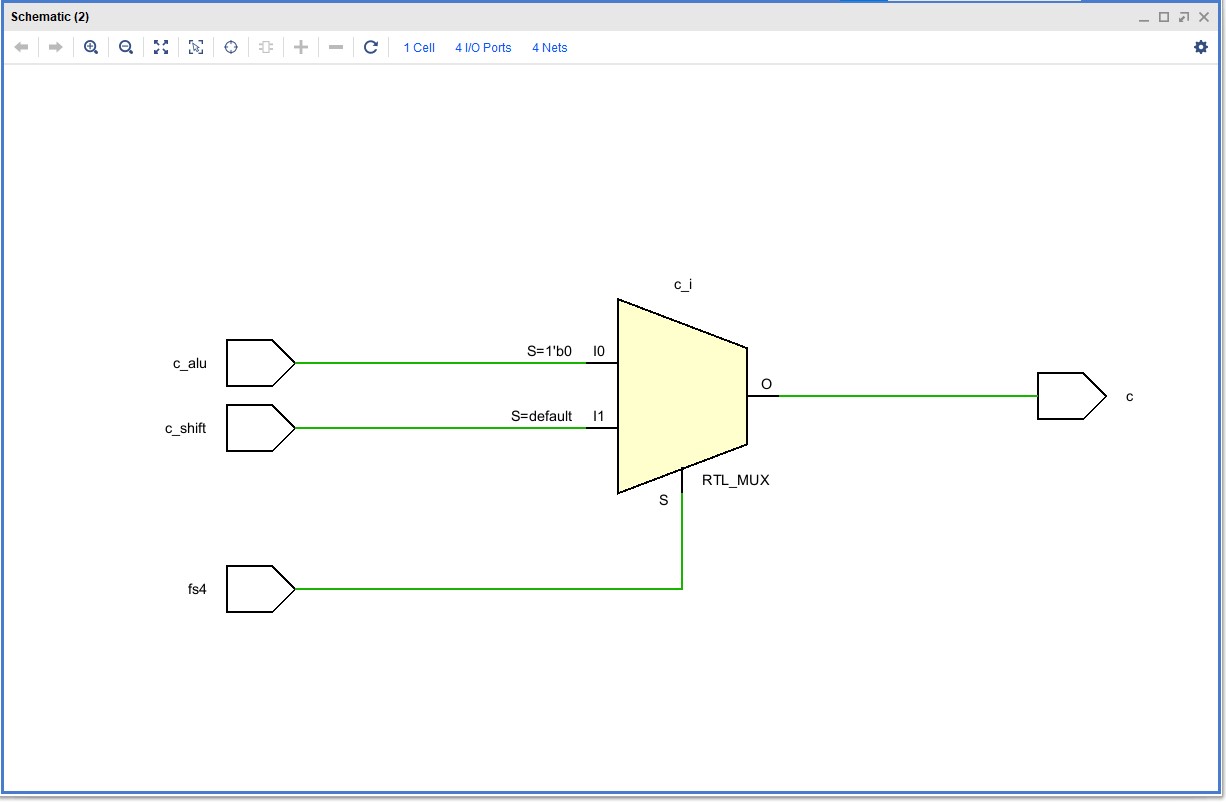 Schematic (2)
1 Cell 4 I/O Ports 4 Nets
c_i
S=1'b0 I0
c_alu
O
c
S=default I1
c_shift
RTL_MUX
S
fs4